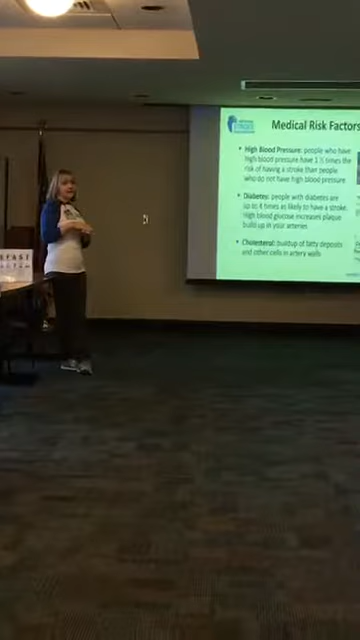 Medical Risk Factors
• High Blood Pressure: people who have
high blood pressure have 1 ½ times the
risk of having a stroke than people
who do not have high blood pressure
• Diabetes: people with diabetes are
up to 4 times as likely to have a stroke.
High blood glucose increases plaque
build up in your arteries
• Cholesterol: buildup of fatty deposits
and other cells in artery walls